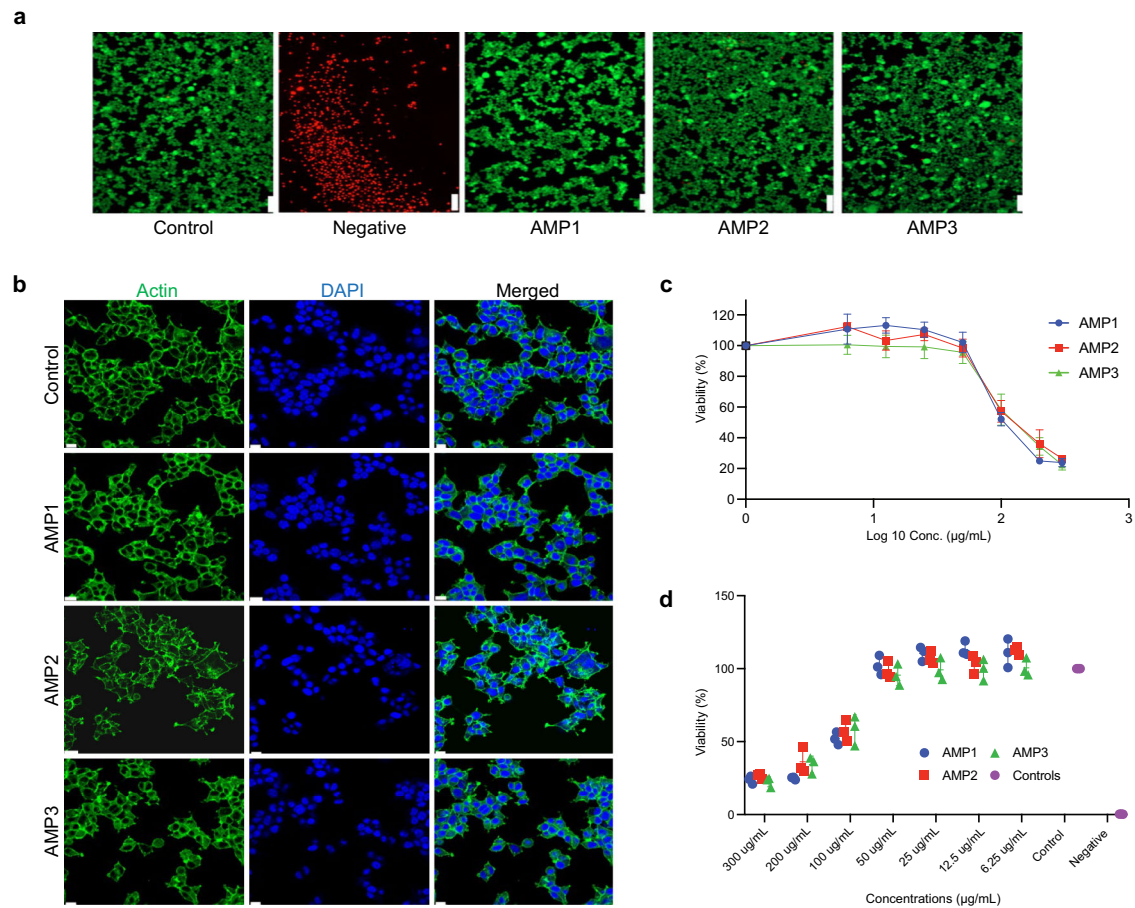 a
Control
Negative
AMP1
AMP2
AMP3
b
Actin
DAPI
Merged
Control
AMP1
AMP2
AMP3
c
120
100
80
60
40
20
0
Viability (%)
0
1
2
3
Log 10 Conc. (µg/mL)
AMP1
AMP2
AMP3
d
150
100
50
0
Viability (%)
AMP1
AMP2
AMP3
Controls
300 ug/mL
200 ug/mL
100 ug/mL
50 ug/mL
25 ug/mL
12.5 ug/mL
6.25 ug/mL
Control
Negative
Concentrations (µg/mL)